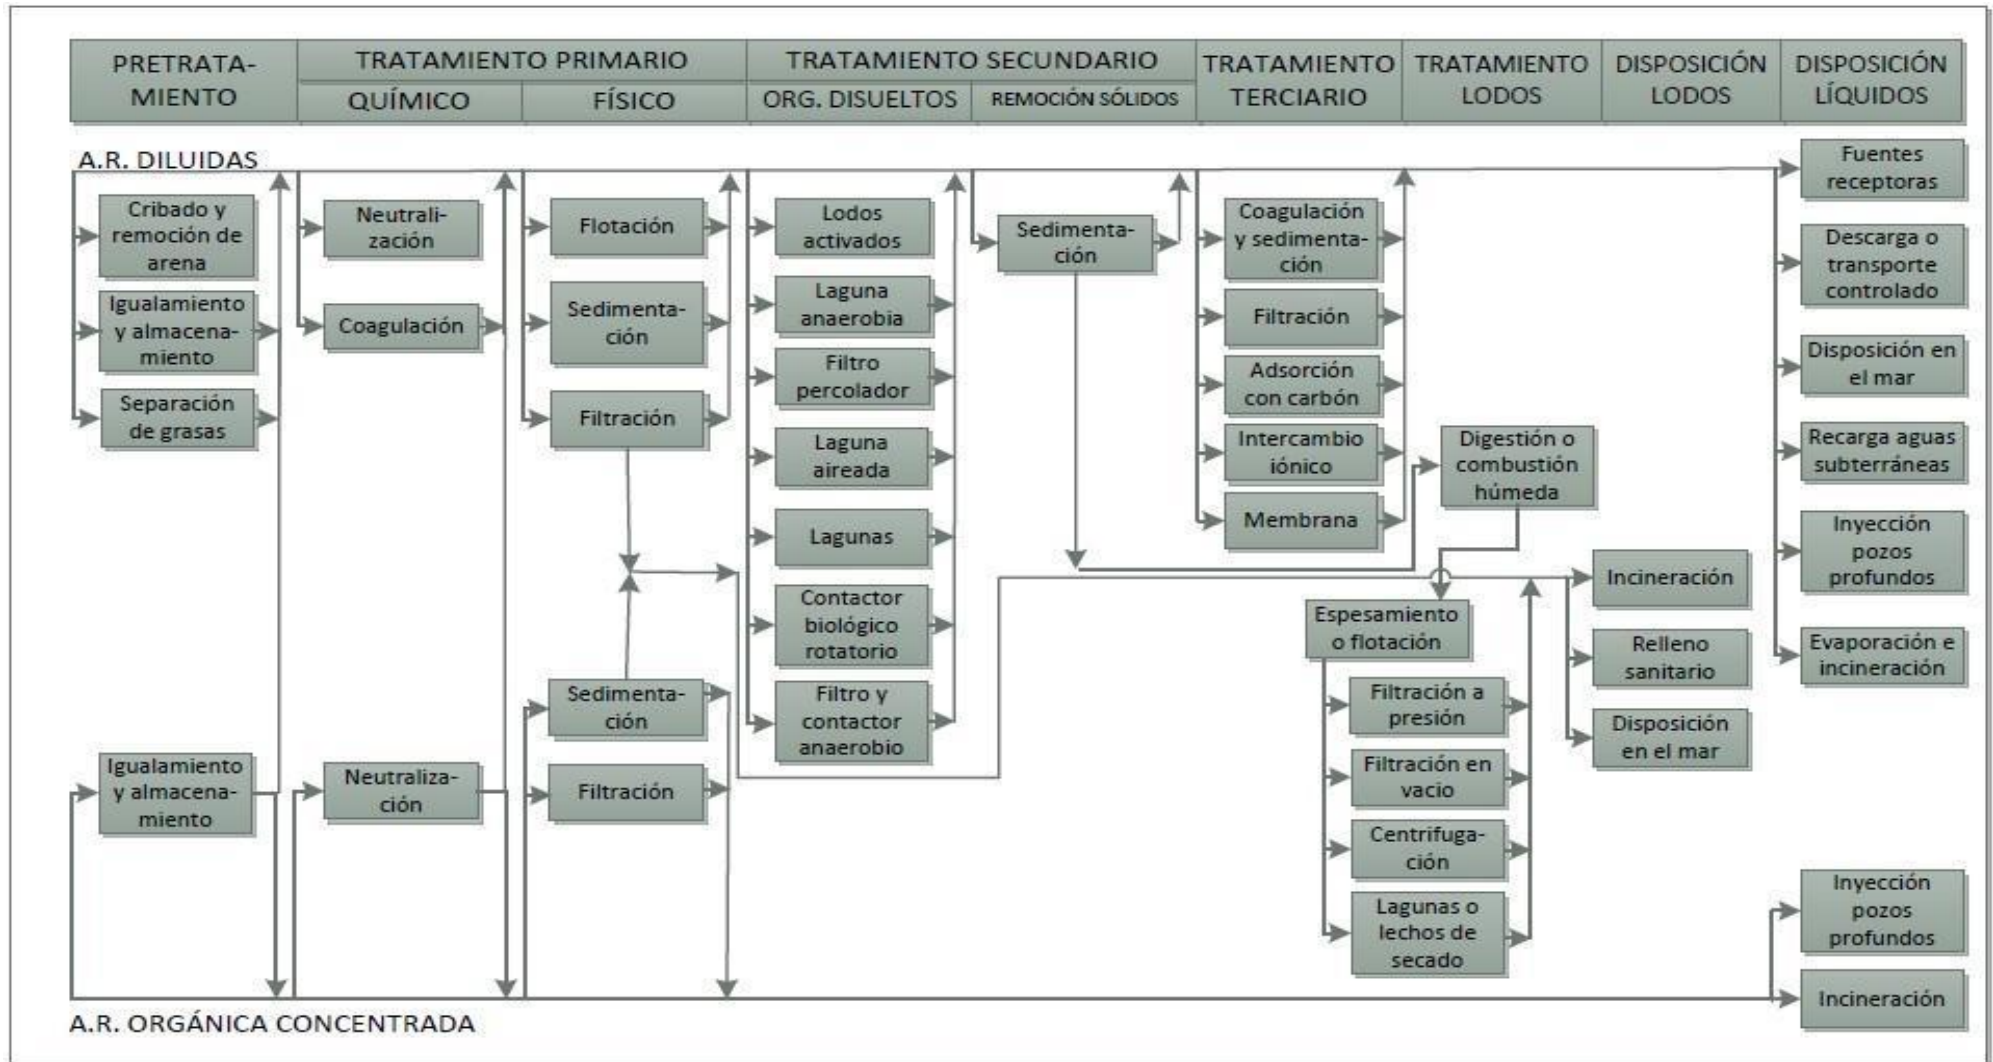 PRETRATA-
MIENTO
TRATAMIENTO PRIMARIO
QUÍMICO
FÍSICO
TRATAMIENTO SECUNDARIO
ORG. DISUELTOS
REMOCIÓN SÓLIDOS
TRATAMIENTO
TERCIARIO
TRATAMIENTO
LODOS
DISPOSICIÓN
LODOS
DISPOSICIÓN
LÍQUIDOS
A.R. DILUIDAS
Cribado y
remoción de
arena
Igualamiento
y almacena-
miento
Separación
de grasas
Igualamiento
y almacena-
miento
Neutrali-
zación
Coagulación
Neutraliza-
ción
Flotación
Sedimenta-
ción
Filtración
Sedimenta-
ción
Filtración
Lodos
activados
Laguna
anaerobia
Filtro
percolador
Laguna
aireada
Lagunas
Contactor
biológico
rotatorio
Filtro y
contactor
anaerobio
Sedimenta-
ción
Coagulación
y sedimenta-
ción
Filtración
Adsorción
con carbón
Intercambio
iónico
Membrana
Digestión o
combustión
húmeda
Espesamiento
o flotación
Filtración a
presión
Filtración en
vacio
Centrifuga-
ción
Lagunas o
lechos de
secado
Incineración
Relleno
sanitario
Disposición
en el mar
Fuentes
receptoras
Descarga o
transporte
controlado
Disposición en
el mar
Recarga aguas
subterráneas
Inyección
pozos
profundos
Evaporación e
incineración
Inyección
pozos
profundos
Incineración
A.R. ORGÁNICA CONCENTRADA